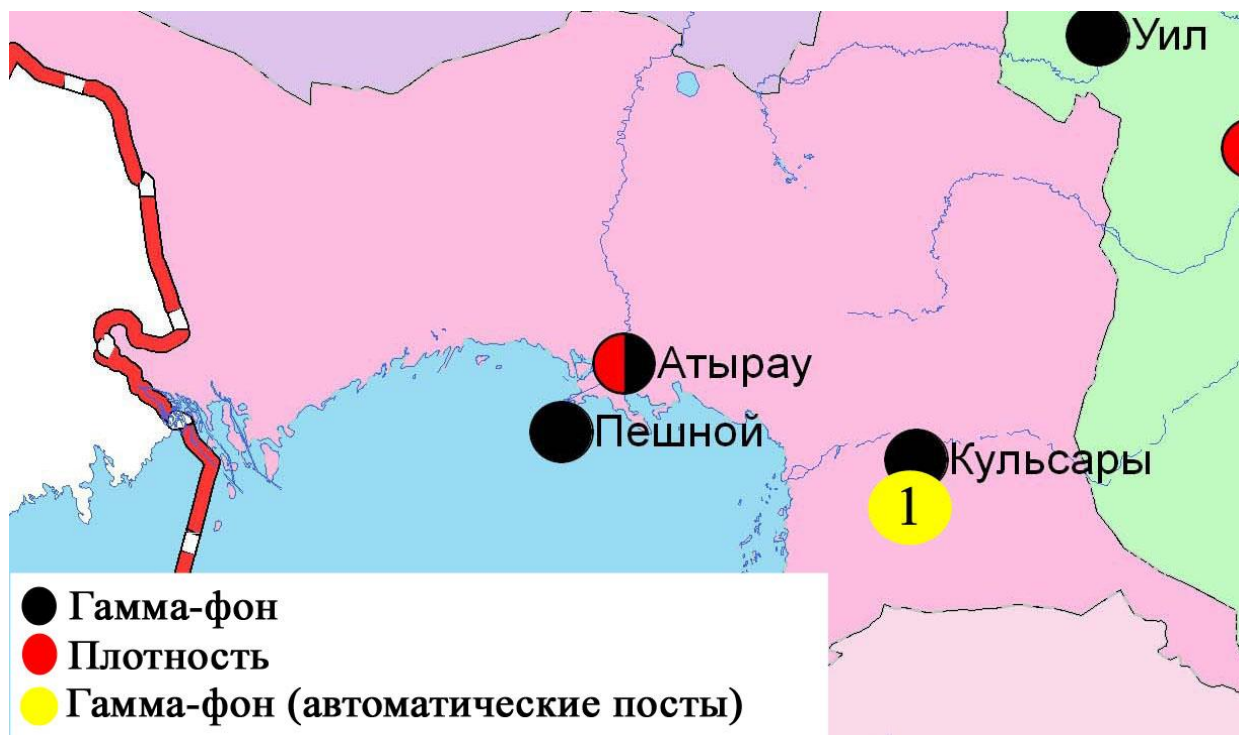 Уил
Атырау
Пешной
Кульсары
1
Гамма-фон
Плотность
Гамма-фон (автоматические посты)